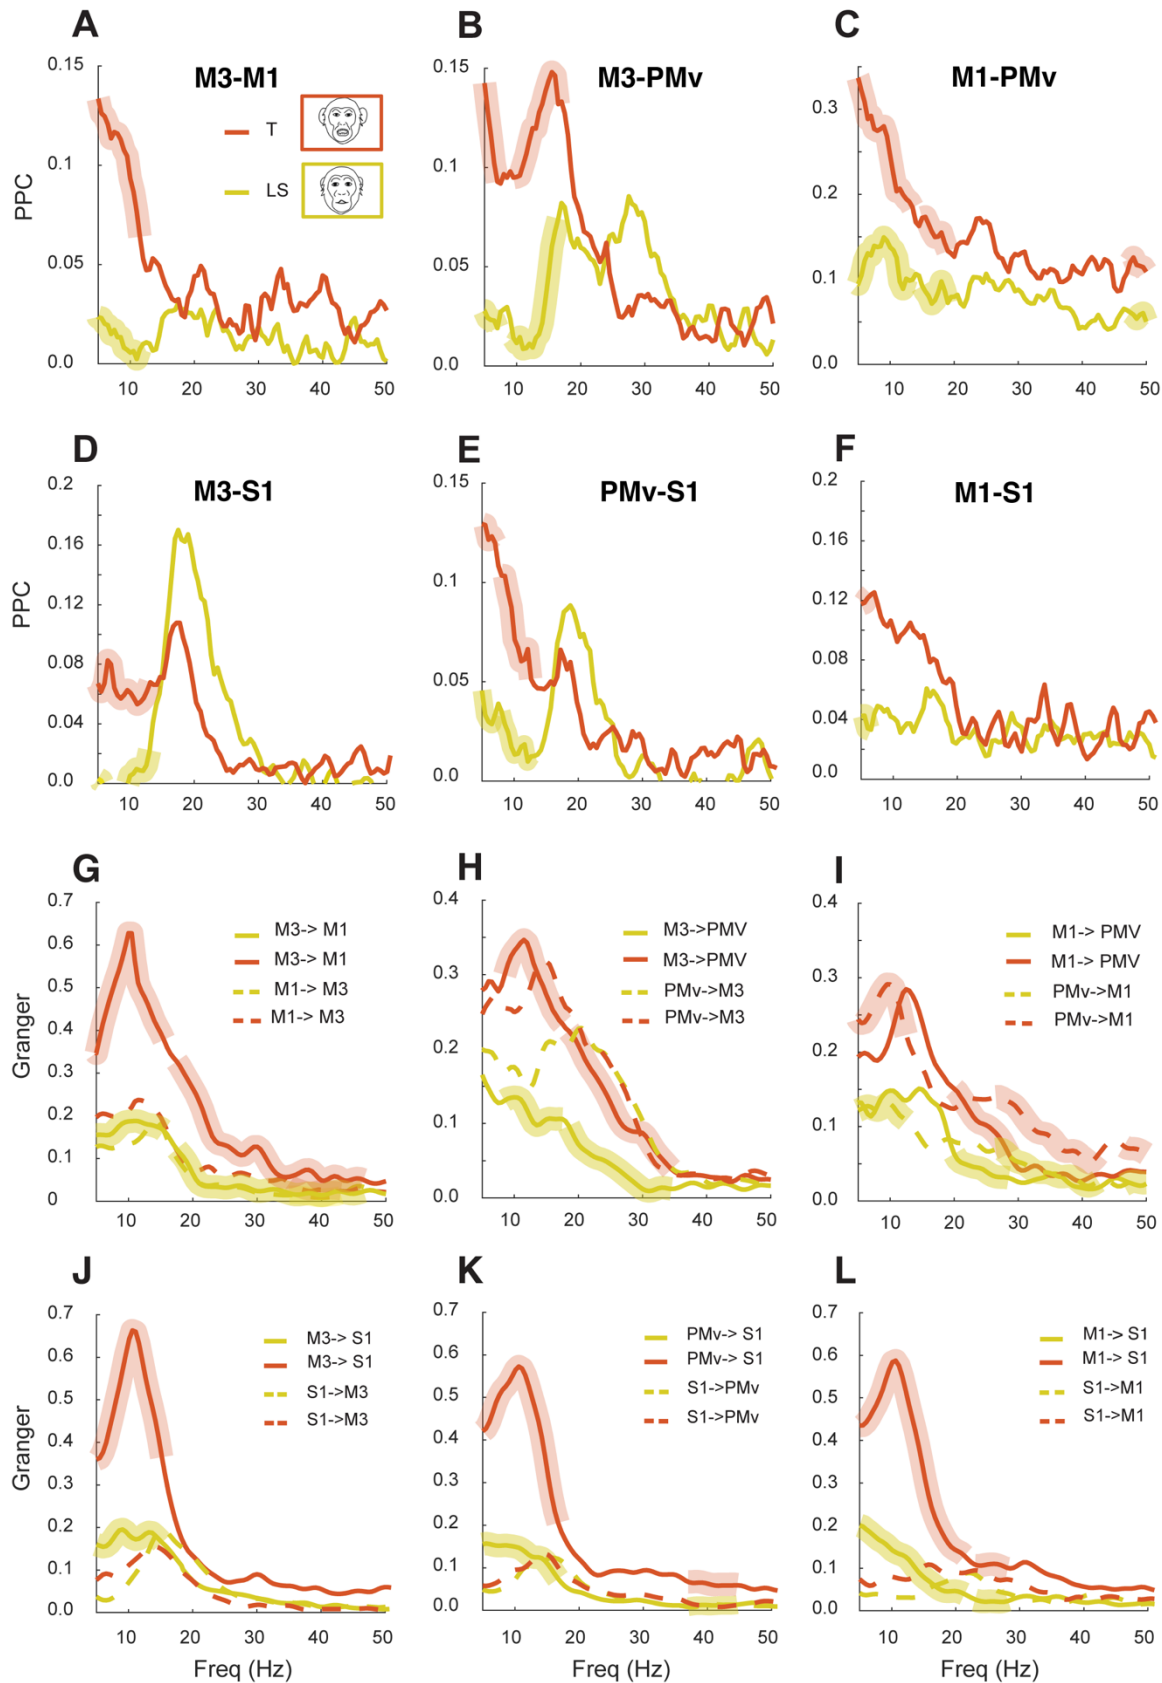 A
B
C
M3-M1
M3-PMv
M1-PMv
T
LS
PPC
0.15
0.1
0.05
0.0
10 20 30 40 50
0.15
0.1
0.05
0.0
10 20 30 40 50
0.3
0.2
0.1
0.0
10 20 30 40 50
D
E
F
M3-S1
PMv-S1
M1-S1
PPC
0.2
0.16
0.12
0.08
0.04
0.0
10 20 30 40 50
0.15
0.1
0.05
0.0
10 20 30 40 50
0.2
0.16
0.12
0.08
0.04
0.0
10 20 30 40 50
G
H
I
Granger
0.7
0.6
0.5
0.4
0.3
0.2
0.1
0
10 20 30 40 50
M3-> M1
M3-> M1
M1-> M3
M1-> M3
0.4
0.3
0.2
0.1
0.0
10 20 30 40 50
M3->PMV
M3->PMV
PMv->M3
PMv->M3
0.4
0.3
0.2
0.1
0.0
10 20 30 40 50
M1-> PMV
M1-> PMV
PMv->M1
PMv->M1
J
K
L
Granger
0.7
0.6
0.5
0.4
0.3
0.2
0.1
0.0
10 20 30 40 50
Freq (Hz)
M3-> S1
M3-> S1
S1->M3
S1->M3
0.7
0.6
0.5
0.4
0.3
0.2
0.1
0.0
10 20 30 40 50
Freq (Hz)
PMv-> S1
PMv-> S1
S1->PMv
S1->PMv
0.7
0.6
0.5
0.4
0.3
0.2
0.1
0.0
10 20 30 40 50
Freq (Hz)
M1-> S1
M1-> S1
S1->M1
S1->M1